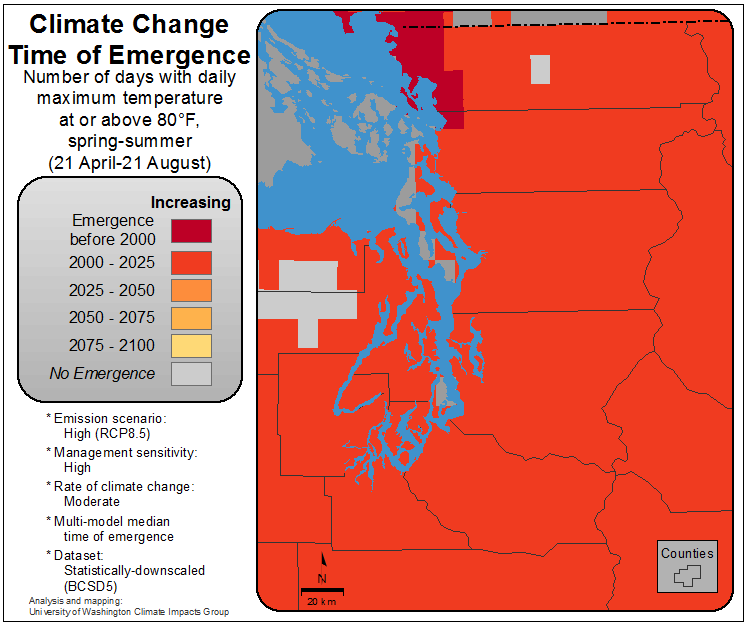 Climate Change
Time of Emergence
Number of days with daily
maximum temperature
at or above 80°F,
spring-summer
(21 April-21 August)
Increasing
Emergence
before 2000
2000 - 2025
2025 - 2050
2050 - 2075
2075 - 2100
No Emergence
* Emission scenario:
High (RCP8.5)
* Management sensitivity:
High
* Rate of climate change:
Moderate
* Multi-model median
time of emergence
* Dataset:
Statistically-downscaled
(BCSD5)
Analysis and mapping:
University of Washington Climate Impacts Group
N
20 km
Counties